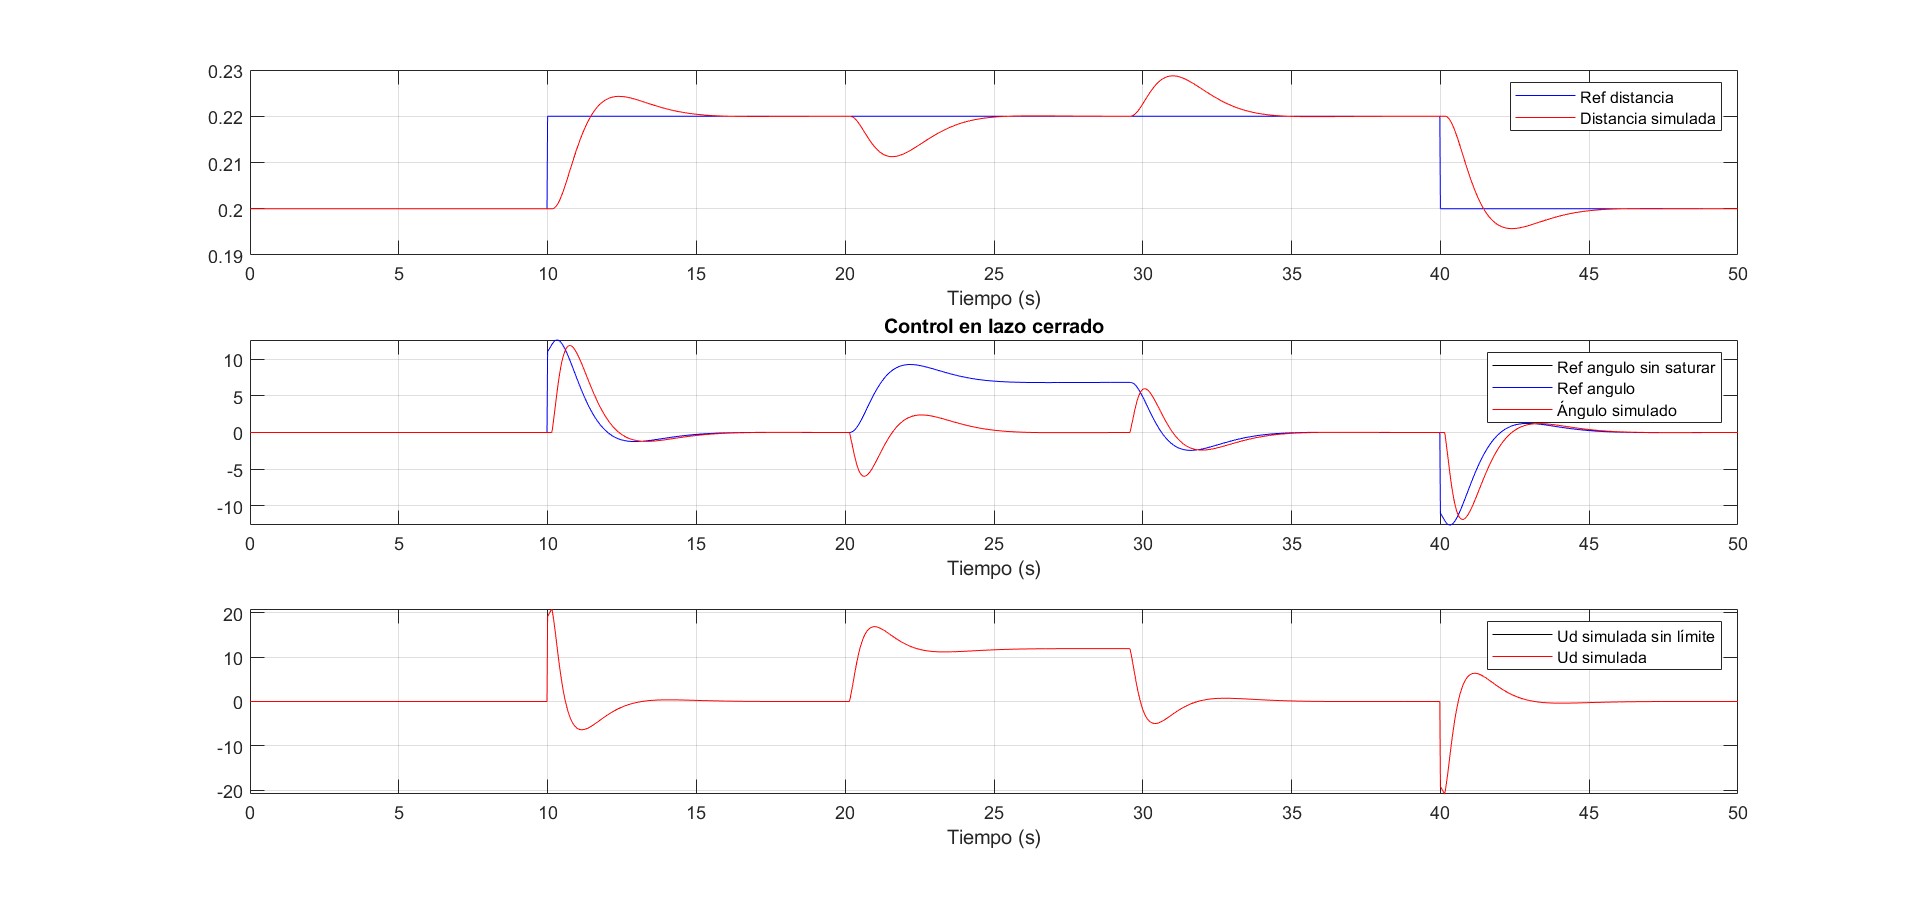 0.23
0.22
0.21
0.2
0.19
Ref distancia
Distancia simulada
0 5 10 15 20 25 30 35 40 45 50
Tiempo (s)
Control en lazo cerrado
10
5
0
-5
-10
Ref angulo sin saturar
Ref angulo
Ángulo simulado
0 5 10 15 20 25 30 35 40 45 50
Tiempo (s)
20
10
0
-10
-20
Ud simulada sin límite
Ud simulada
0 5 10 15 20 25 30 35 40 45 50
Tiempo (s)